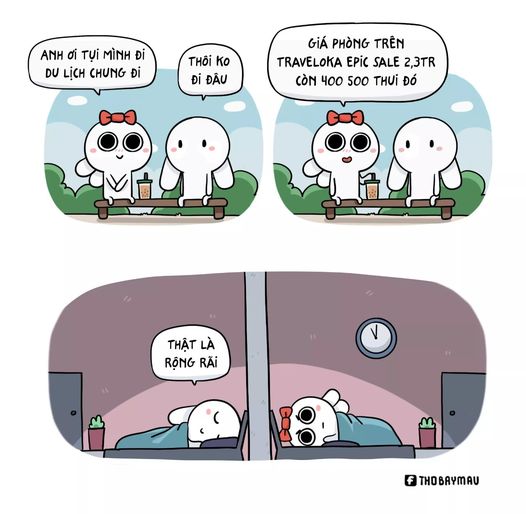 ANH ƠI TỤI MÌNH ĐI
DU LỊCH CHUNG ĐI
THÔI KO
ĐI ĐÂU
GIÁ PHÒNG TRÊN
TRAVELOKA EPIC SALE 2,3TR
CÒN 400 500 THUI ĐÓ
THẬT LÀ
RỘNG RÃI
THOBAYMAU